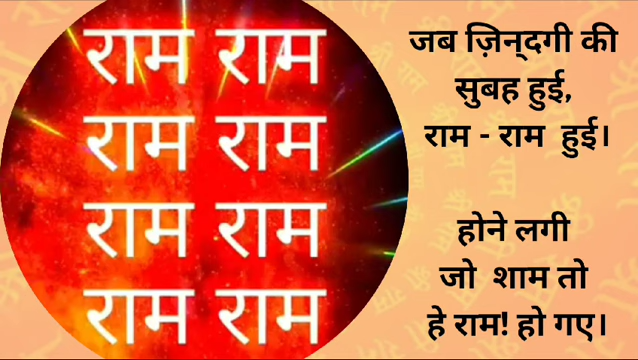 राम राम
राम राम
राम राम
राम राम
जब ज़िन्दगी की
सुबह हुई,
राम - राम हुई।
होने लगी
जो शाम तो
हे राम! हो गए।